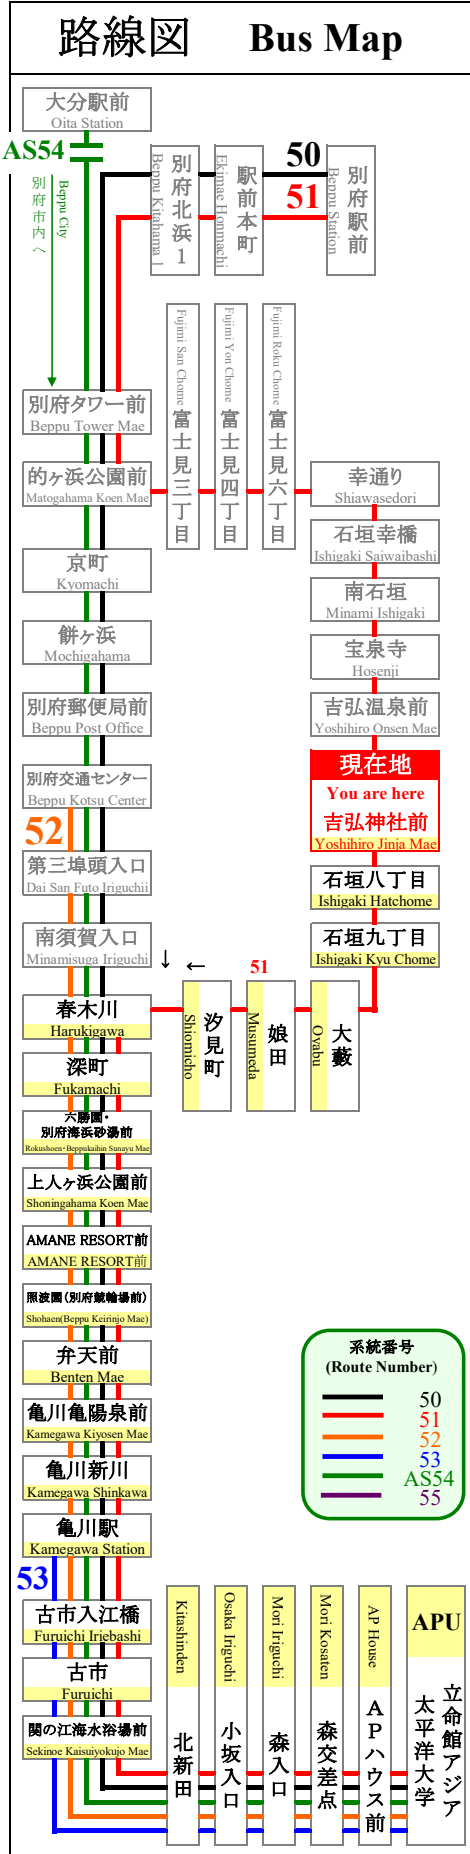 路線図 Bus Map
大分駅前
Oita Station
AS54
Beppu City
別府市内へ
別府北浜1
Beppu Kitahama 1
駅前本町
Ekimae Honmachi
50
51
別府駅前
Beppu Station
別府タワー前
Beppu Tower Mae
的ヶ浜公園前
Matogahama Koen Mae
Fujimi San Chome
富士見三丁目
Fujimi Yon Chome
富士見四丁目
Fujimi Roku Chome
富士見六丁目
幸通り
Shiawasedori
石垣幸橋
Ishigaki Saiwaibashi
南石垣
Minami Ishigaki
宝泉寺
Hosenji
吉弘温泉前
Yoshihiro Onsen Mae
現在地
You are here
吉弘神社前
Yoshihiro Jinja Mae
石垣八丁目
Ishigaki Hatchome
石垣九丁目
Ishigaki Kyu Chome
京町
Kyomachi
餅ヶ浜
Mochigahama
別府郵便局前
Beppu Post Office
別府交通センター
Beppu Kotsu Center
52
第三埠頭入口
Dai San Futo Iriguchii
南須賀入口
Minamisuga Iriguchi
↓ ←
51
春木川
Harukigawa
汐見町
Shiomicho
娘田
Musumeda
大藪
Oyabu
深町
Fukamachi
六勝園・
別府海浜砂湯前
Rokushoen・Beppukaihin Sunayu Mae
上人ヶ浜公園前
Shoningahama Koen Mae
AMANE RESORT前
AMANE RESORT前
照波園(別府競輪場前)
Shohaen(Beppu Keirinjo Mae)
弁天前
Benten Mae
亀川亀陽泉前
Kamegawa Kiyosen Mae
亀川新川
Kamegawa Shinkawa
亀川駅
Kamegawa Station
系統番号
(Route Number)
50
51
52
53
AS54
55
53
古市入江橋
Furuichi Iriebashi
古市
Furuichi
関の江海水浴場前
Sekinoe Kaisuiyokujo Mae
Kitashinden
北新田
Osaka Iriguchi
小坂入口
Mori Iriguchi
森入口
Mori Kosaten
森交差点
AP House
APハウス前
APU
立命館アジア
太平洋大学